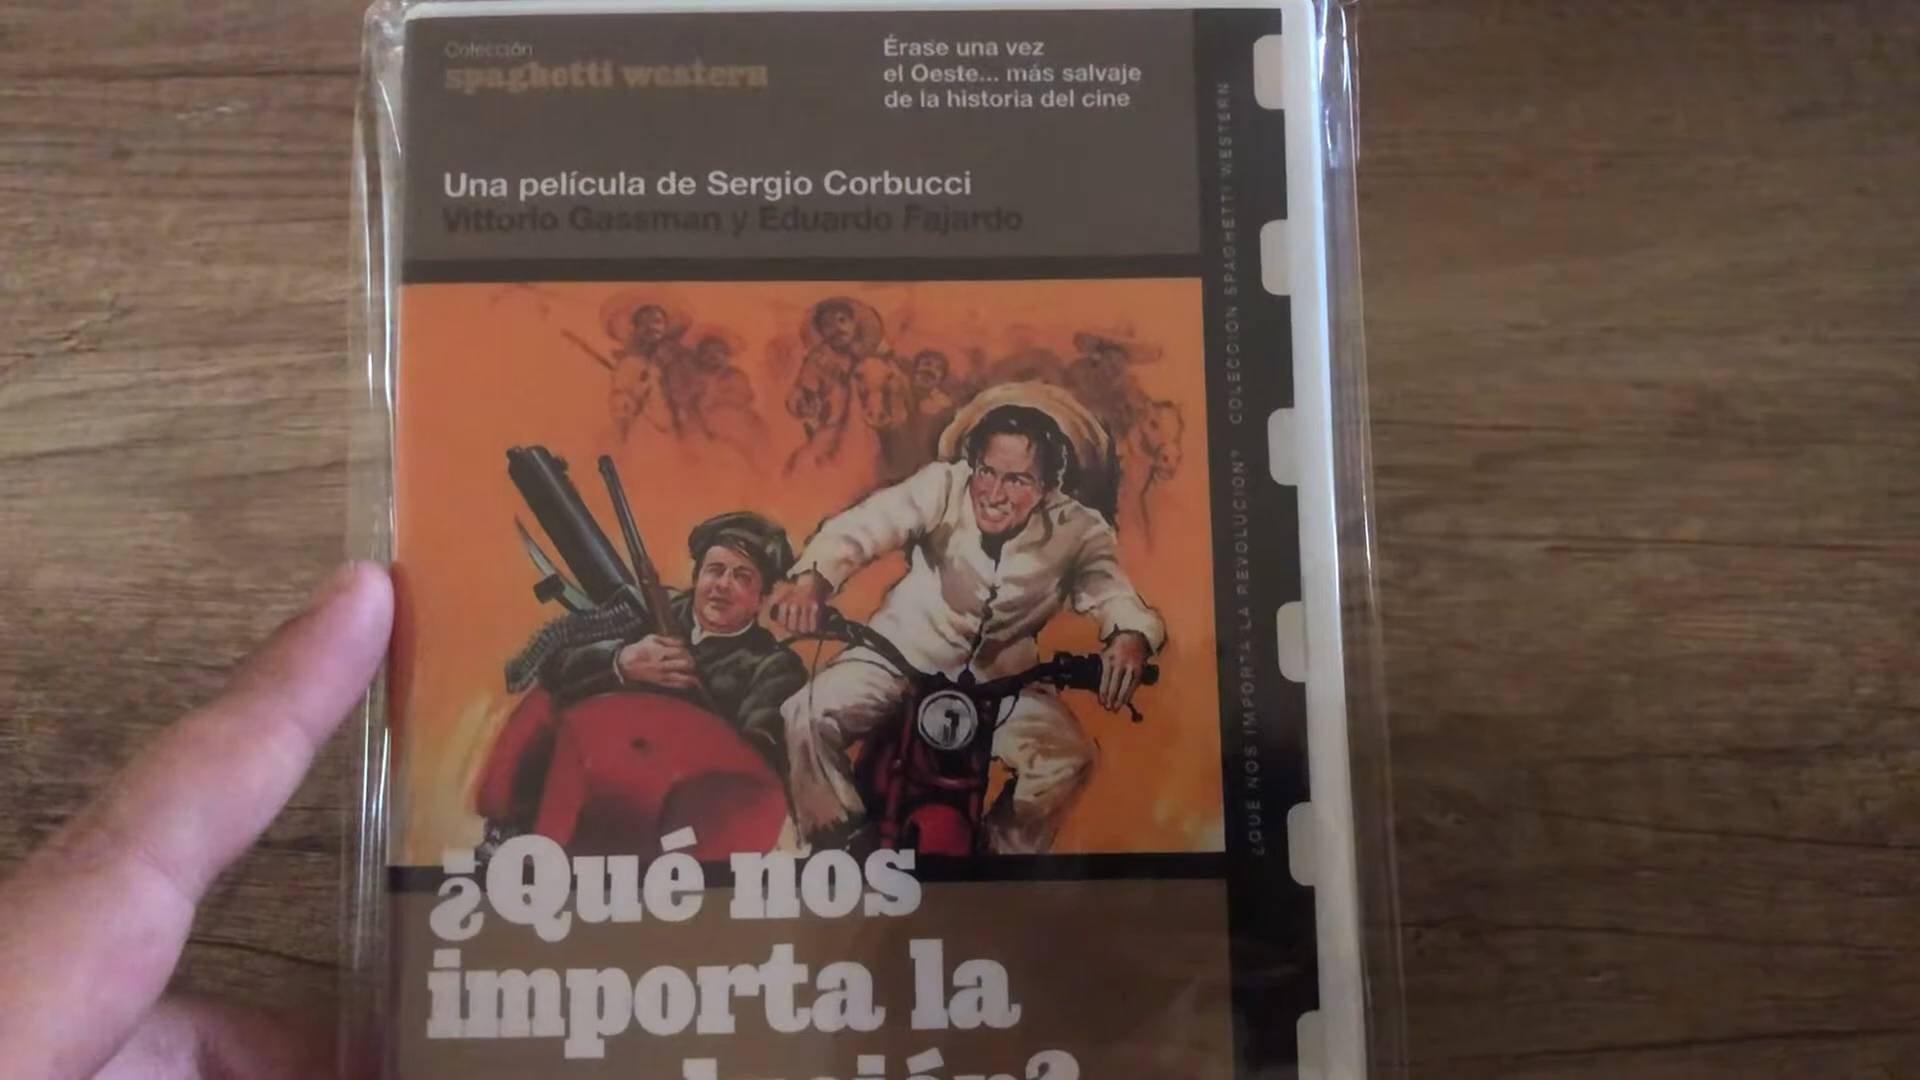 Colección
spaghetti western
Érase una vez
el Oeste... más salvaje
de la historia del cine
Una película de Sergio Corbucci
Vittorio Gassman y Eduardo Fajardo
¿Qué nos
importa la
¿QUÉ NOS IMPORTA LA REVOLUCIÓN? COLECCIÓN SPAGHETTI WESTERN